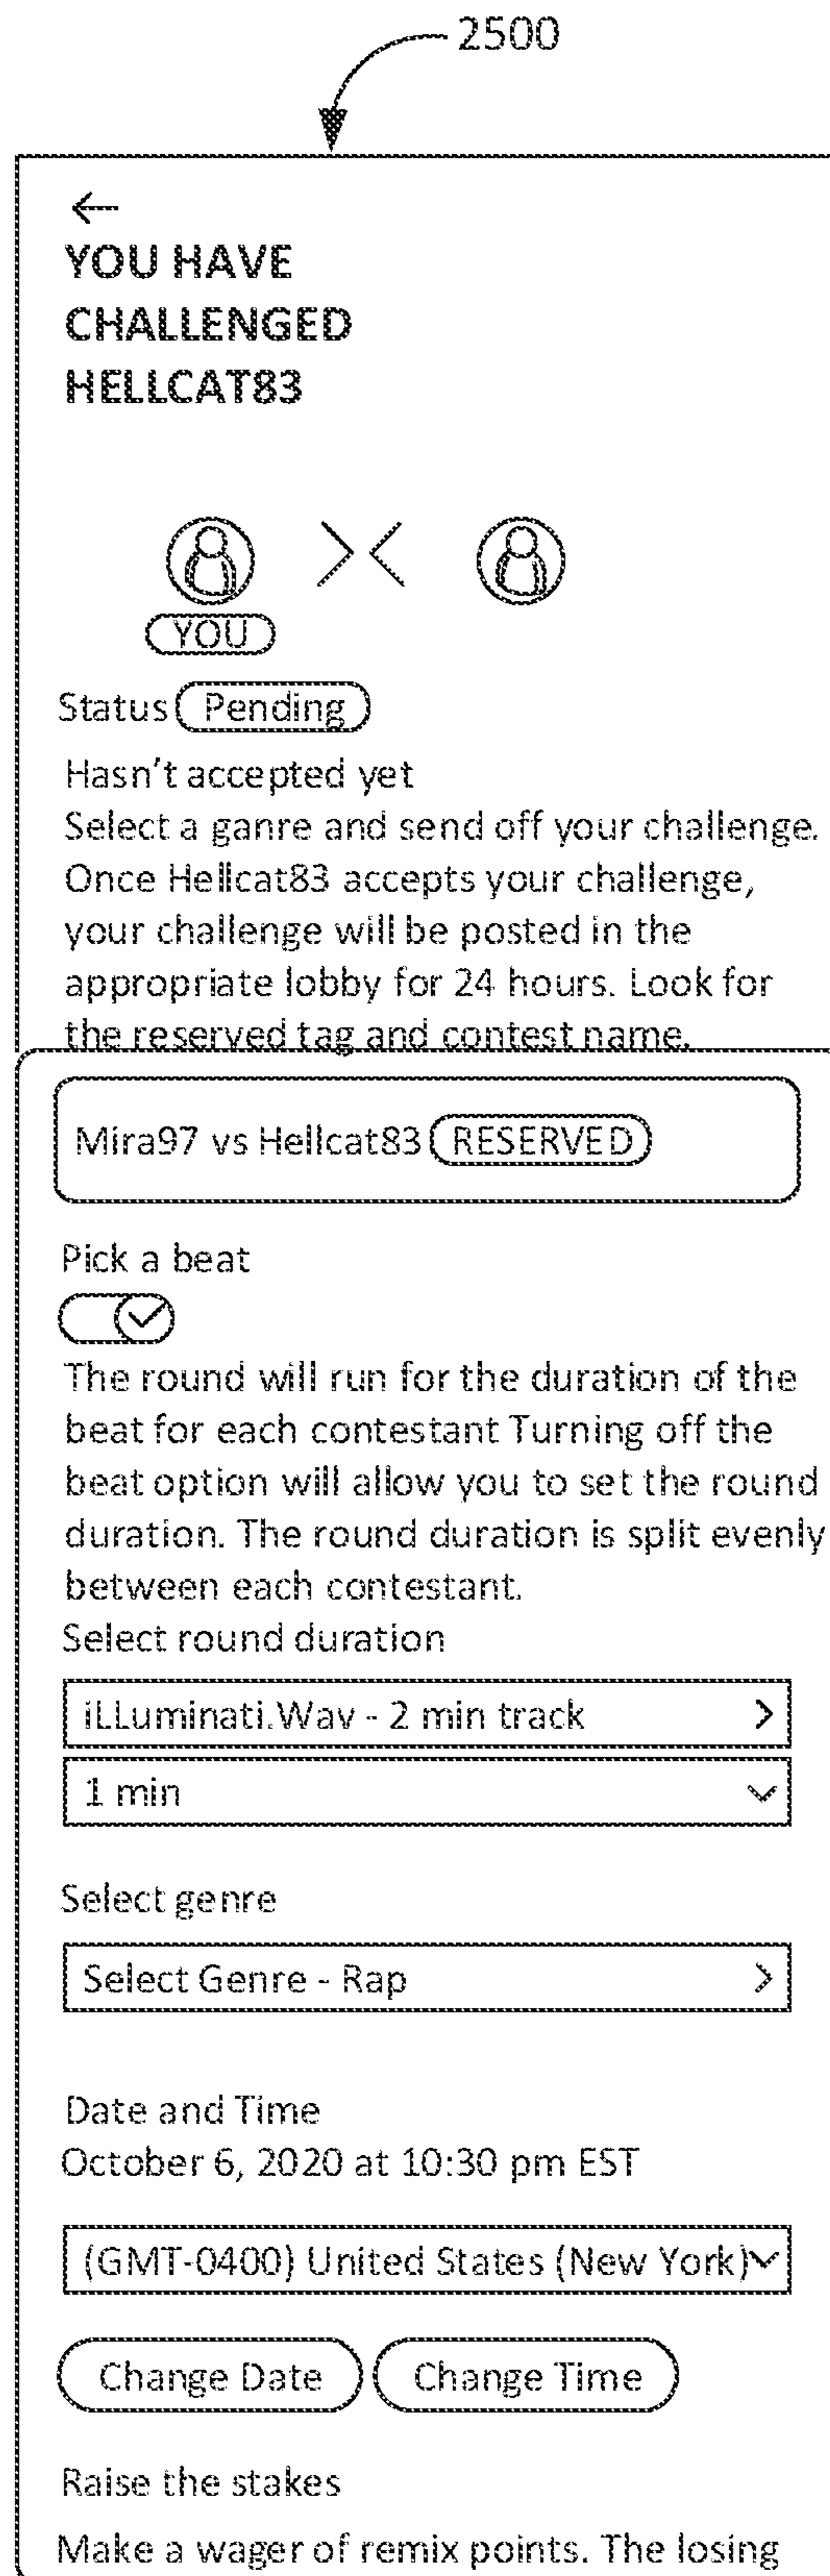 2500
YOU HAVE
CHALLENGED
HELLCAT83
YOU
Status Pending
Hasn't accepted yet
Select a ganre and send off your challenge.
Once Hellcat83 accepts your challenge,
your challenge will be posted in the
appropriate lobby for 24 hours. Look for
the reserved tag and contest name.
Mira97 vs Hellcat83 RESERVED
Pick a beat
The round will run for the duration of the
beat for each contestant Turning off the
beat option will allow you to set the round
duration. The round duration is split evenly
between each contestant.
Select round duration
iLLuminati.Wav - 2 min track
1 min
Select genre
Select Genre - Rap
Date and Time
October 6, 2020 at 10:30 pm EST
(GMT-0400) United States (New York)
Change Date Change Time
Raise the stakes
Make a wager of remix points. The losing